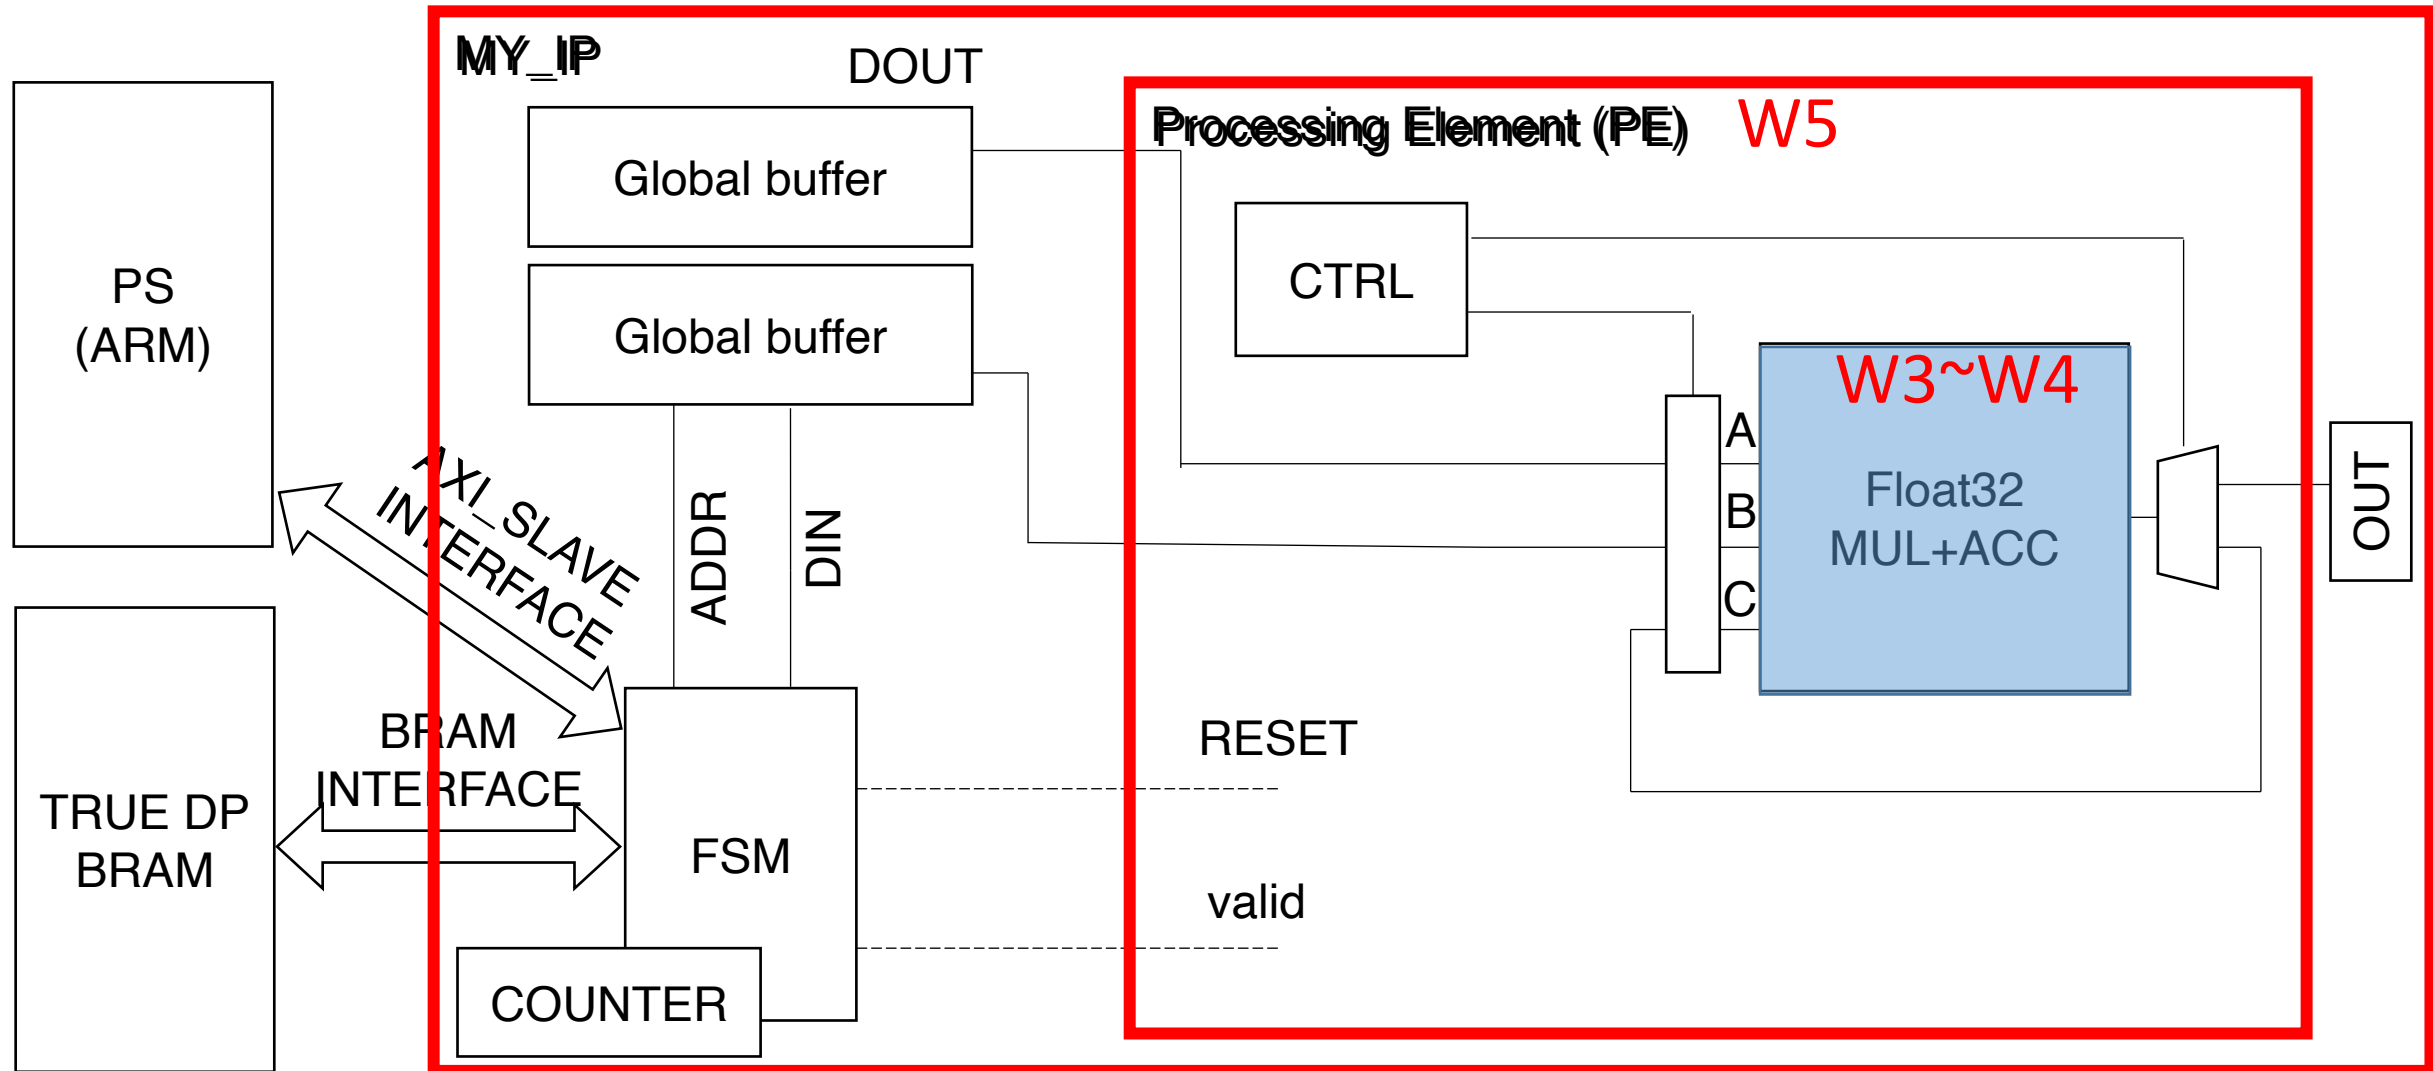 MY_IP
DOUT
Processing Element (PE)
W5
Global buffer
Global buffer
CTRL
PS
(ARM)
W3~W4
A
B
C
Float32
MUL+ACC
OUT
AXI_SLAVE
INTERFACE
ADDR
DIN
BRAM
INTERFACE
RESET
TRUE DP
BRAM
FSM
valid
COUNTER